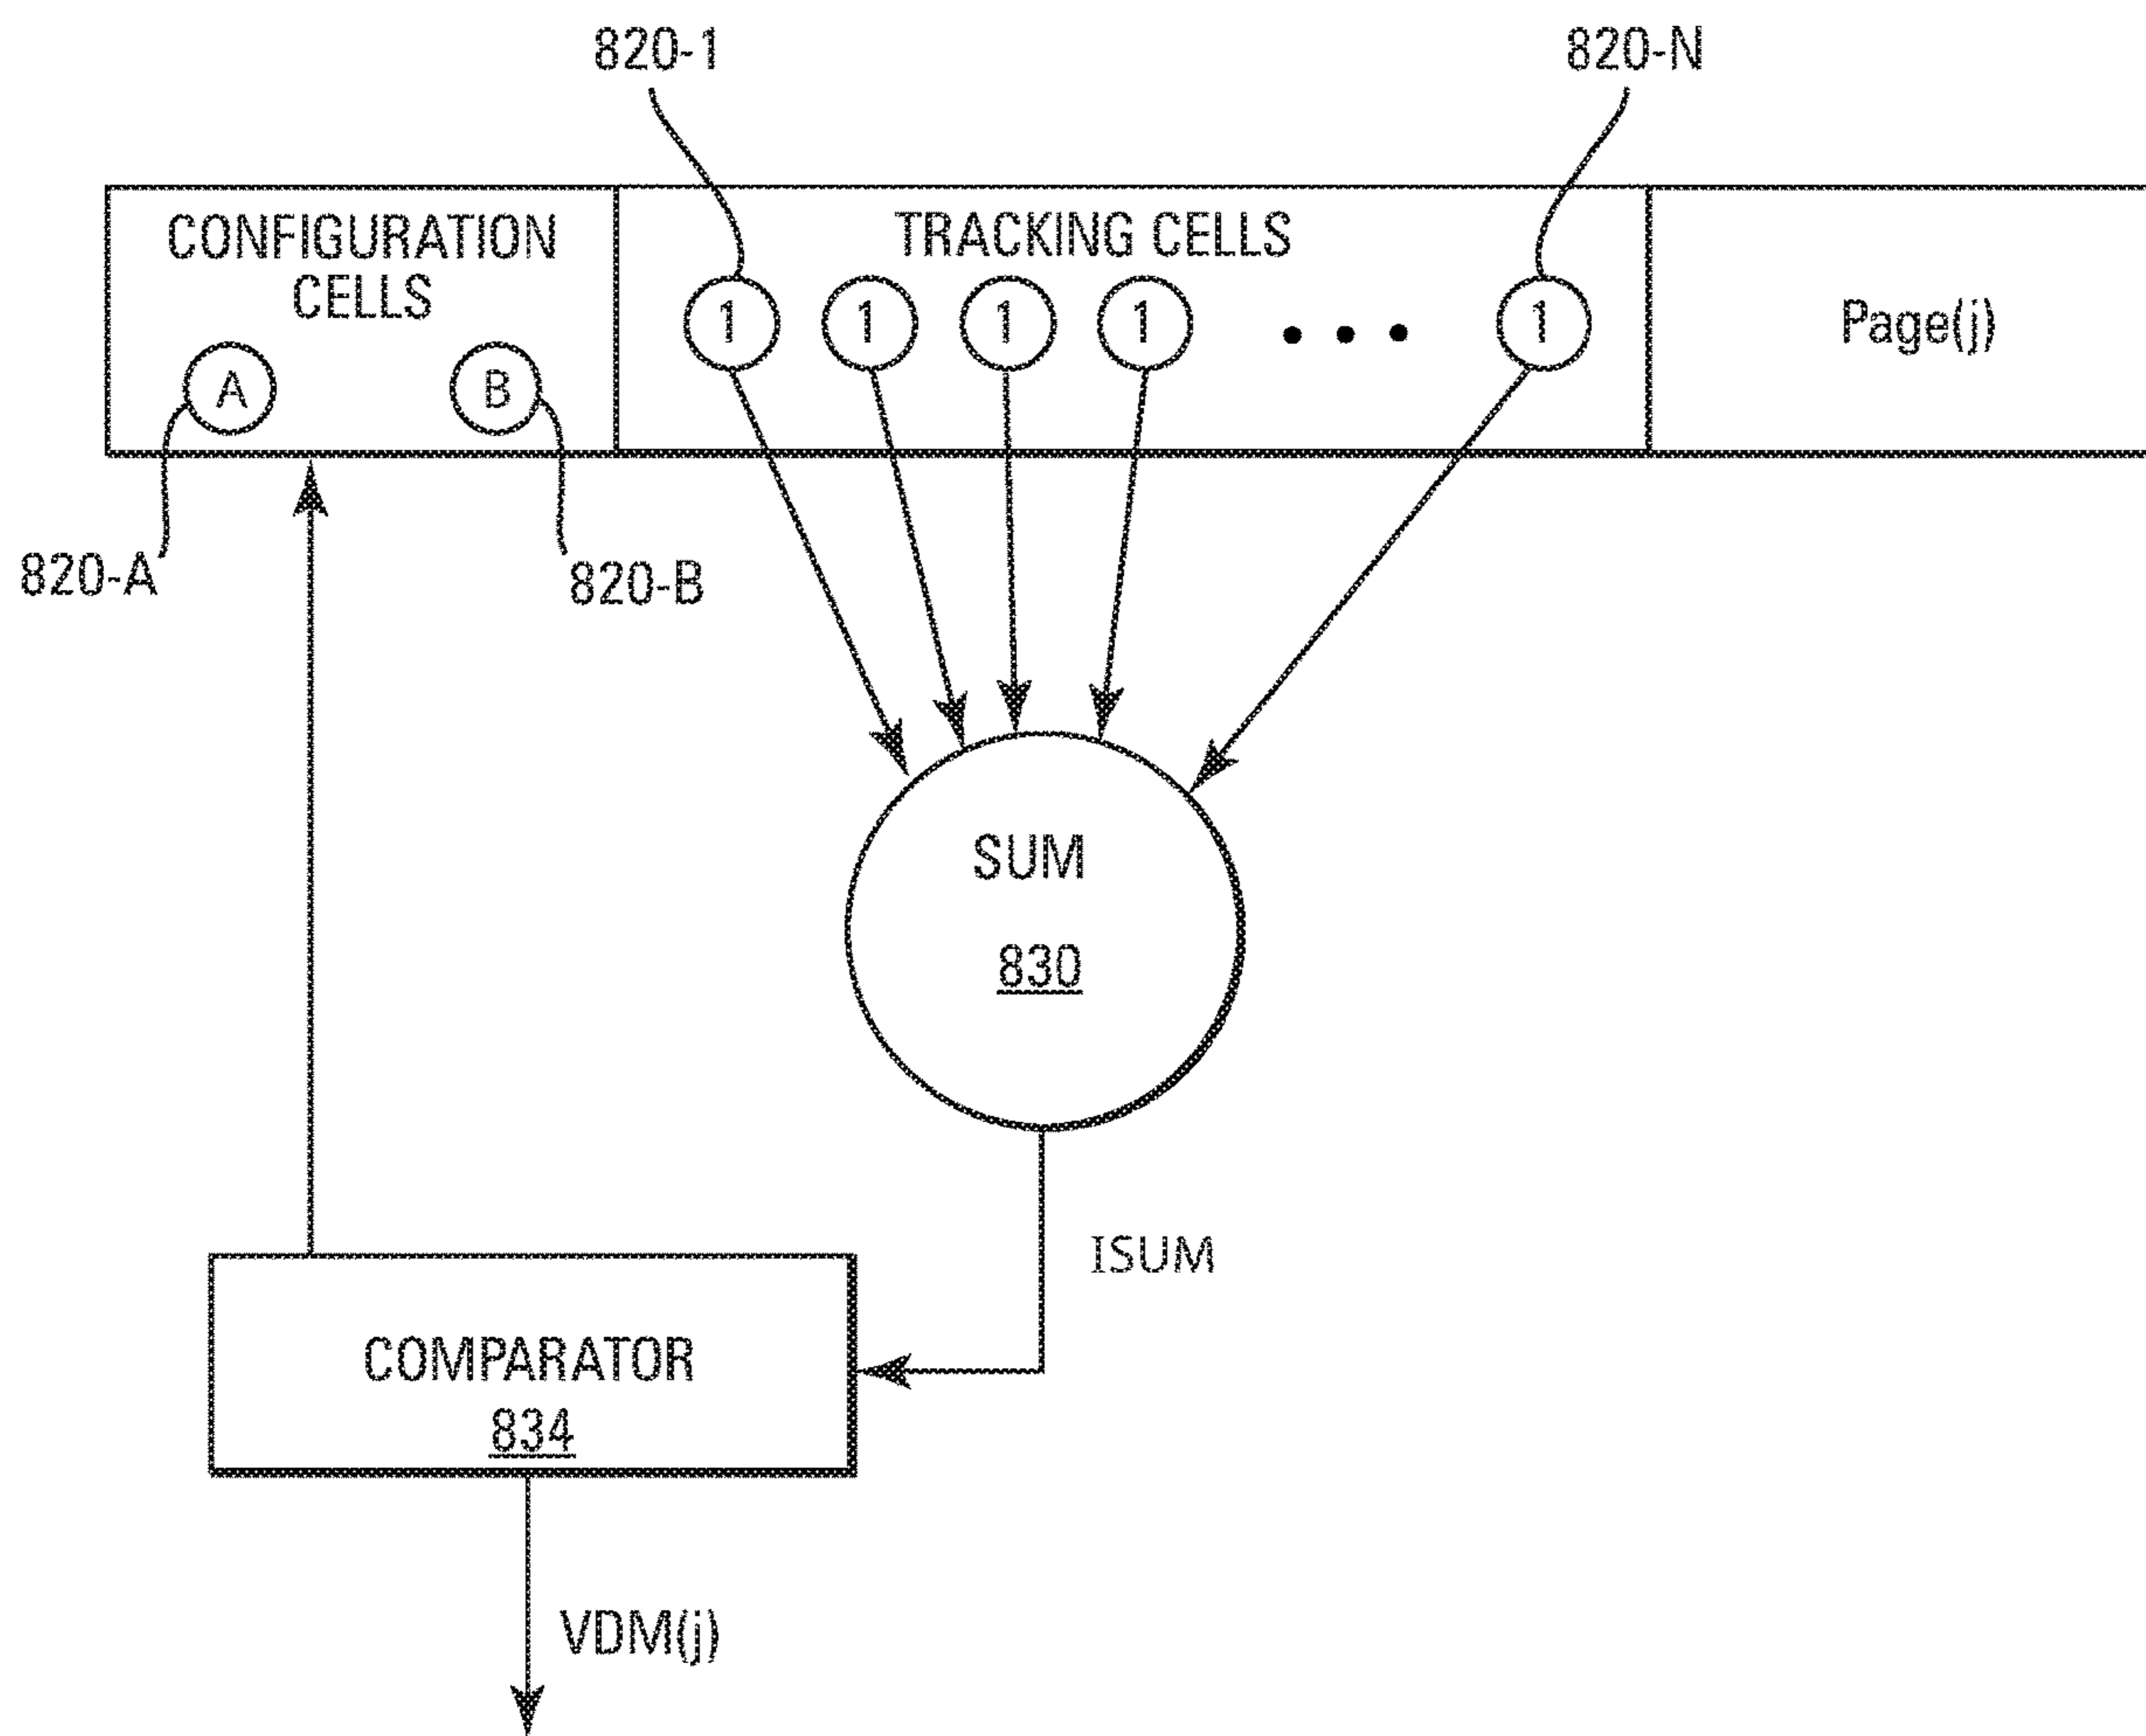 820-1
820-N
CONFIGURATION
CELLS
TRACKING CELLS
A
B
1
1
1
1
• • •
1
Page(j)
820-A
820-B
SUM
830
ISUM
COMPARATOR
834
VDM(j)